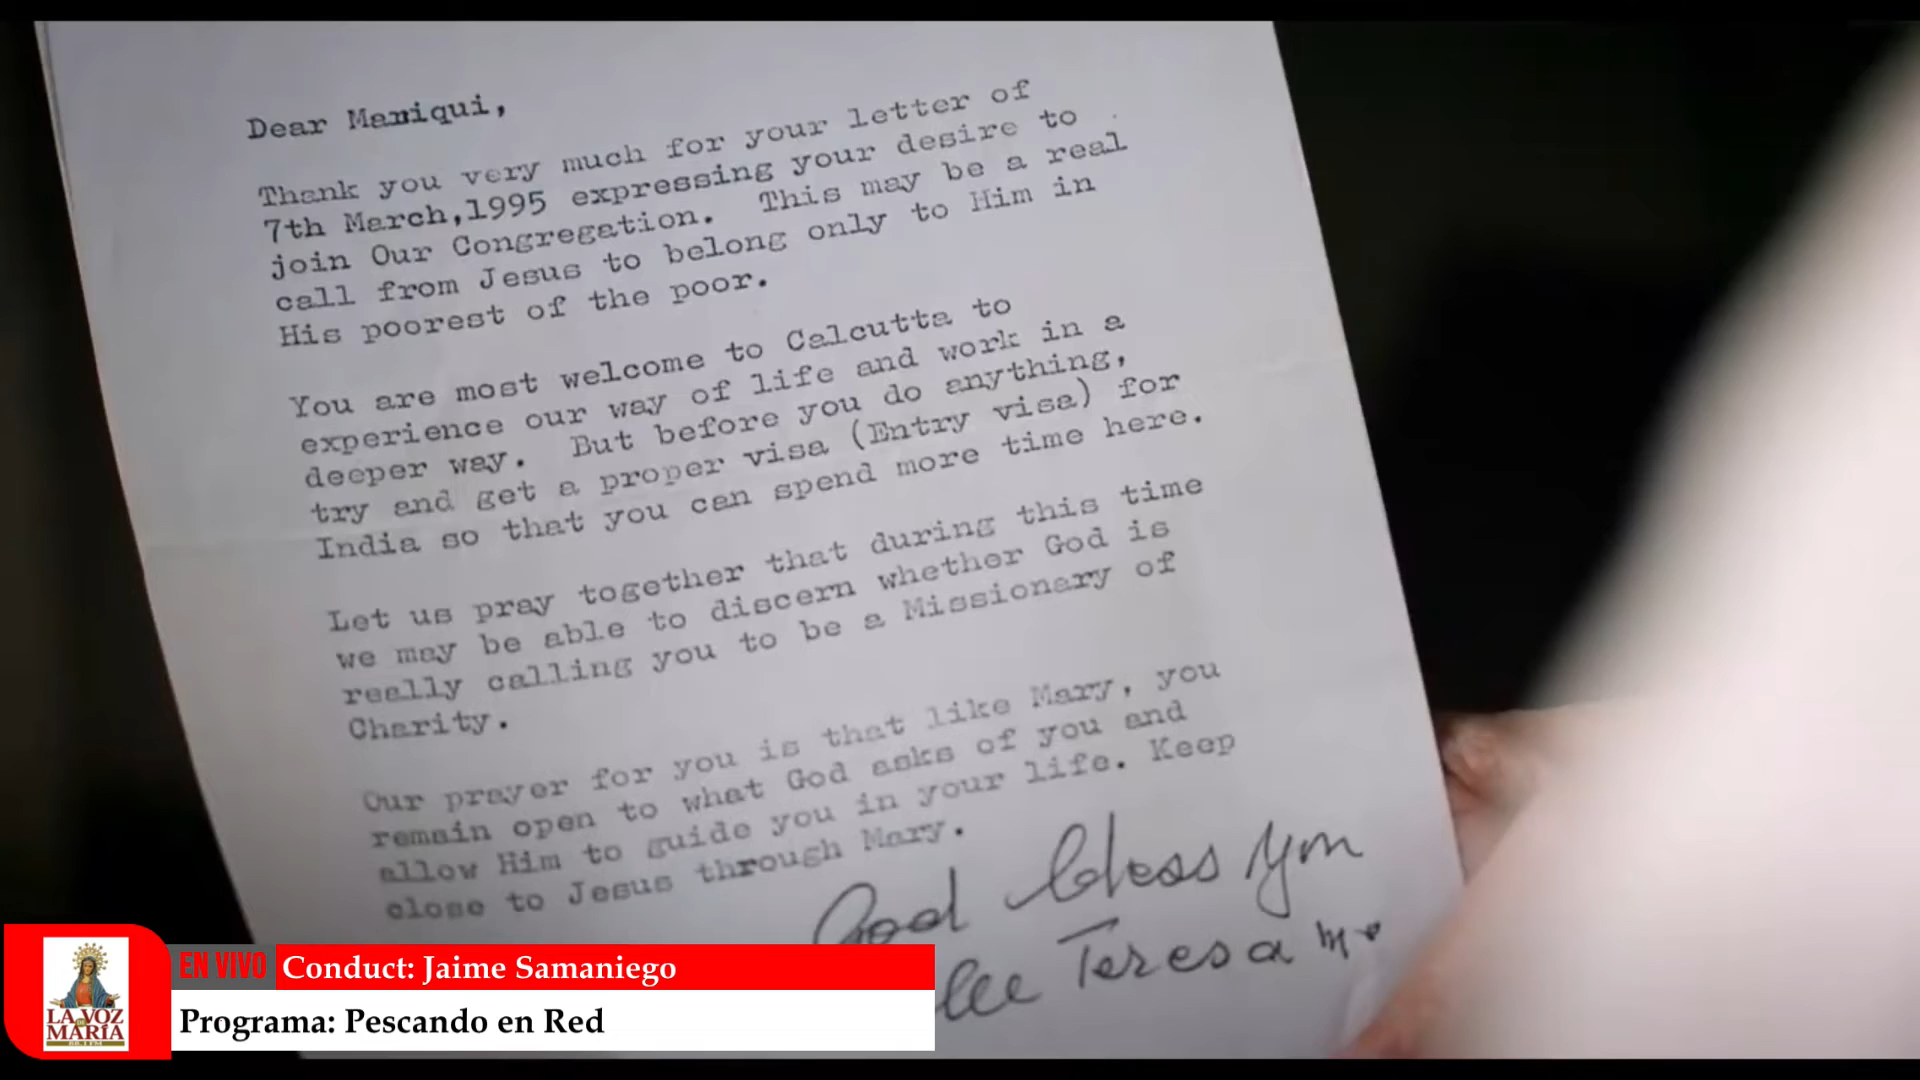 Dear Maniqui,
Thank you very much for your letter of
7th March,1995 expressing your desire to
join Our Congregation. This may be a real
call from Jesus to belong only to Him in
His poorest of the poor.
You are most welcome to Calcutta to
experience our way of life and work in a
deeper way. But before you do anything,
try and get a proper visa (Entry visa) for
India so that you can spend more time here.
Let us pray together that during this time
we may be able to discern whether God is
really calling you to be a Missionary of
Charity.
Our prayer for you is that like Mary, you
remain open to what God asks of you and
allow Him to guide you in your life. Keep
close to Jesus through Mary.
God bless you
lee Teresa mc
EN VIVO Conduct: Jaime Samaniego
Programa: Pescando en Red
LA VOZ
DE
MARÍA